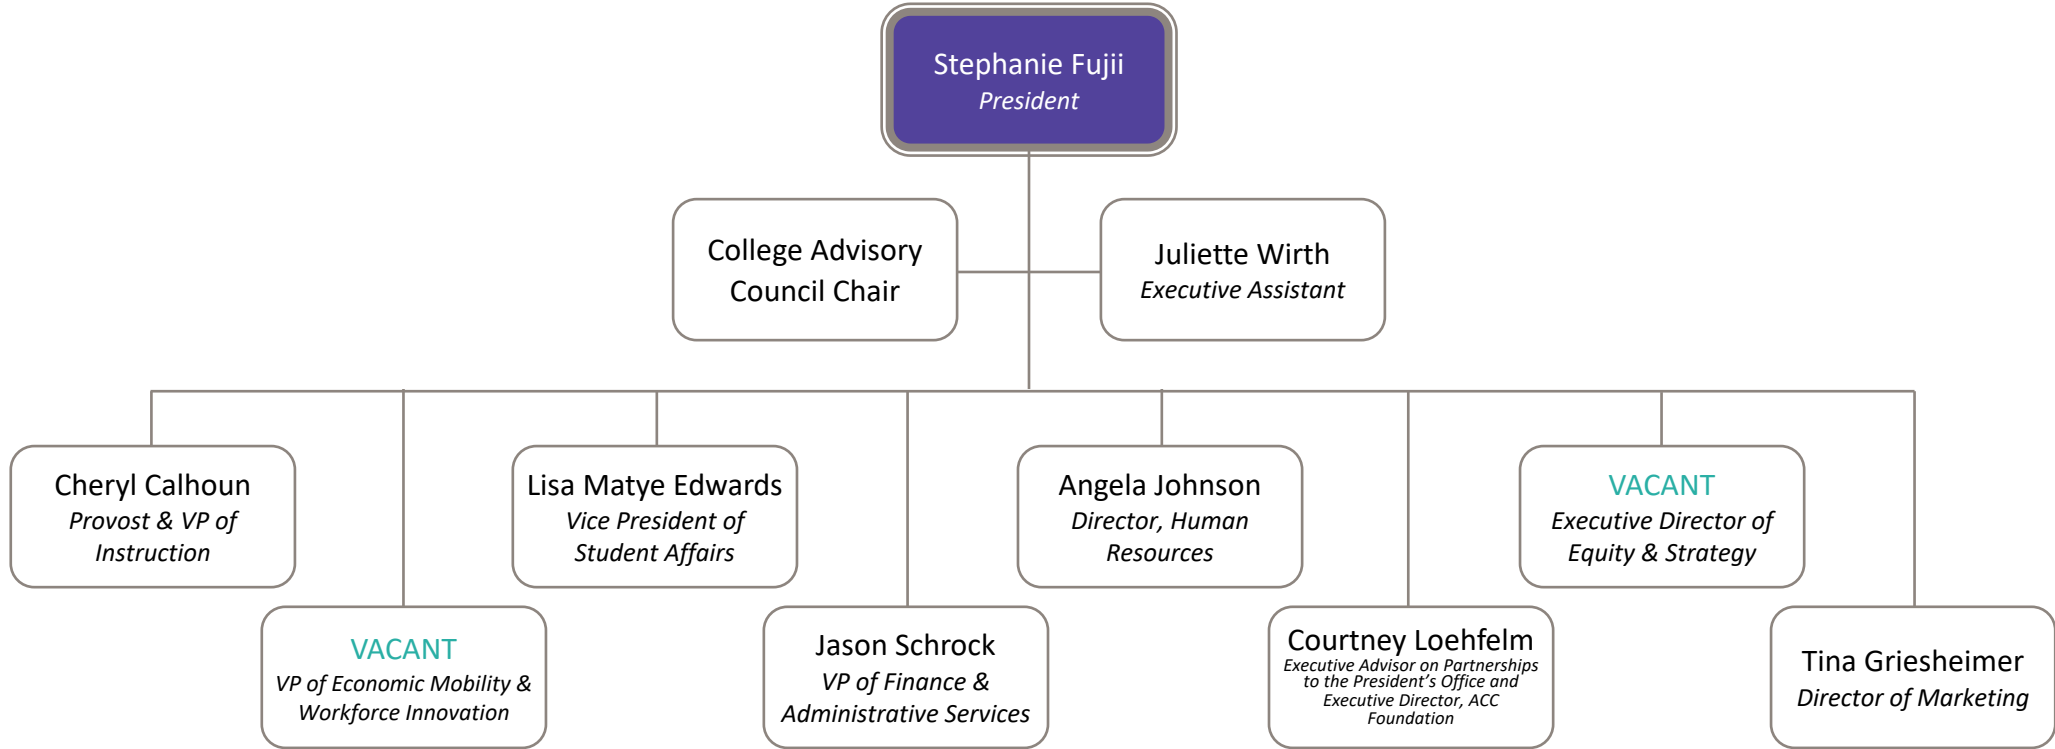 Stephanie Fujii
President
College Advisory
Council Chair
Juliette Wirth
Executive Assistant
Cheryl Calhoun
Provost & VP of
Instruction
VACANT
VP of Economic Mobility &
Workforce Innovation
Lisa Matye Edwards
Vice President of
Student Affairs
Jason Schrock
VP of Finance &
Administrative Services
Angela Johnson
Director, Human
Resources
Courtney Loehfelm
Executive Advisor on Partnerships
to the President’s Office and
Executive Director, ACC
Foundation
VACANT
Executive Director of
Equity & Strategy
Tina Griesheimer
Director of Marketing